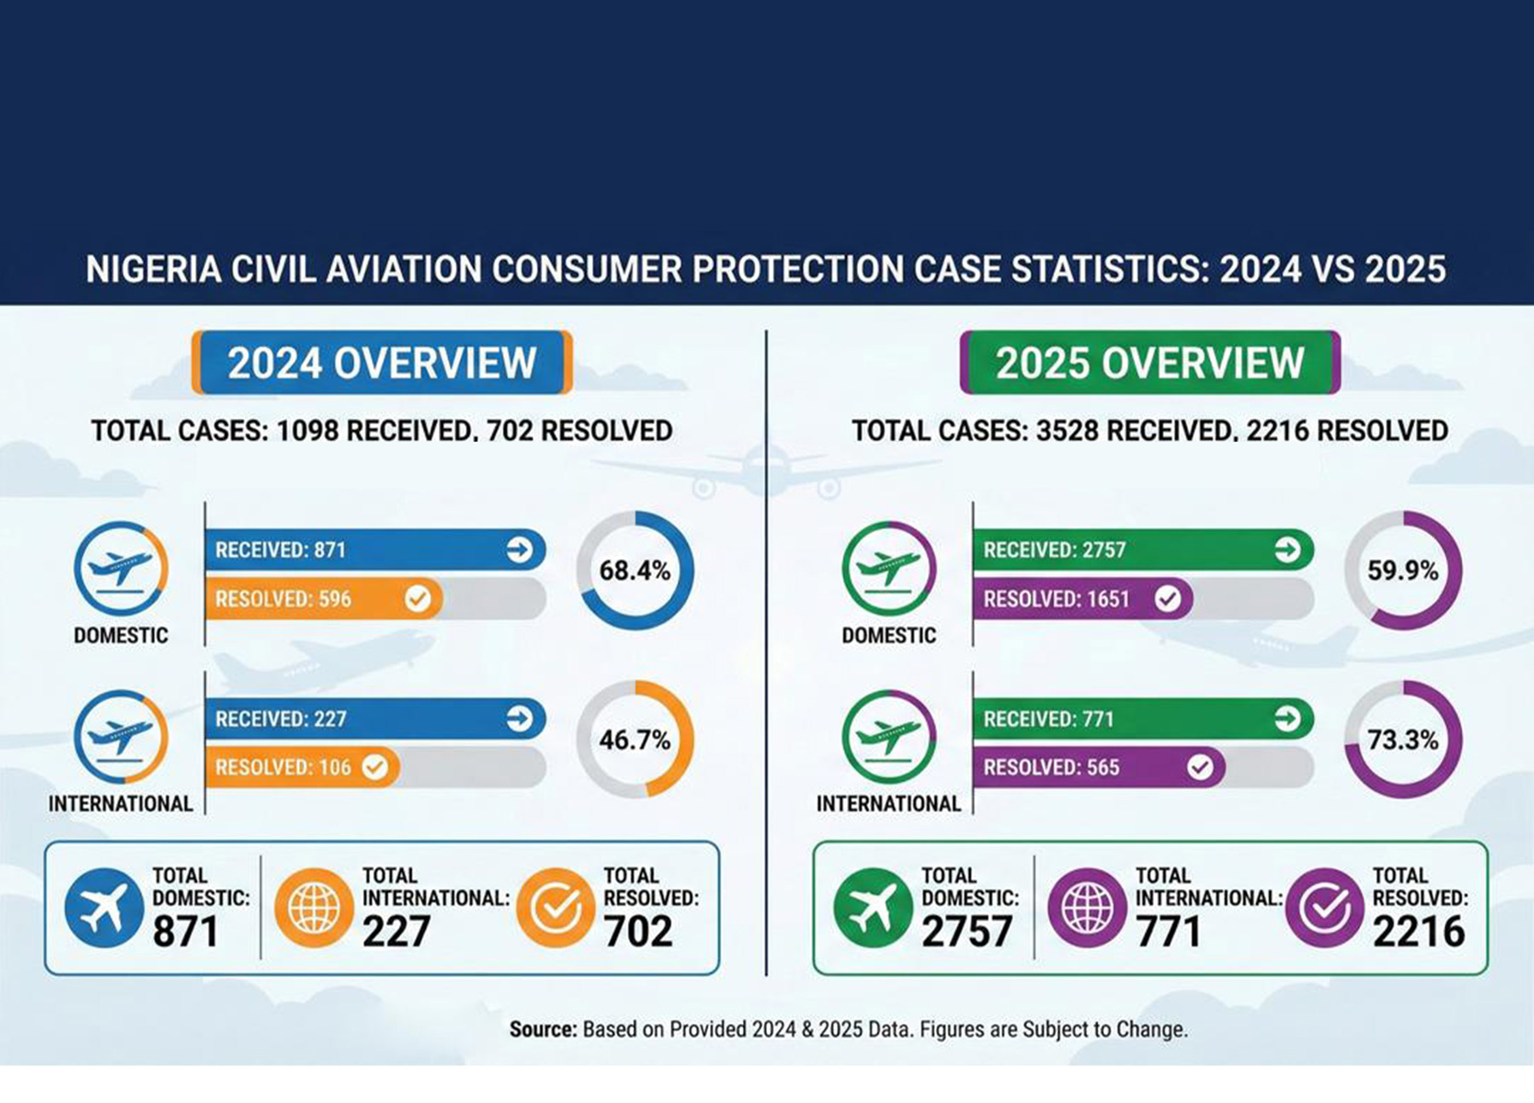 NIGERIA CIVIL AVIATION CONSUMER PROTECTION CASE STATISTICS: 2024 VS 2025
2024 OVERVIEW
TOTAL CASES: 1098 RECEIVED, 702 RESOLVED
RECEIVED: 871
RESOLVED: 596
68.4%
DOMESTIC
RECEIVED: 227
RESOLVED: 106
46.7%
INTERNATIONAL
TOTAL
DOMESTIC:
871
TOTAL
INTERNATIONAL:
227
TOTAL
RESOLVED:
702
2025 OVERVIEW
TOTAL CASES: 3528 RECEIVED, 2216 RESOLVED
RECEIVED: 2757
RESOLVED: 1651
59.9%
DOMESTIC
RECEIVED: 771
RESOLVED: 565
73.3%
INTERNATIONAL
TOTAL
DOMESTIC:
2757
TOTAL
INTERNATIONAL:
771
TOTAL
RESOLVED:
2216
Source: Based on Provided 2024 & 2025 Data. Figures are Subject to Change.